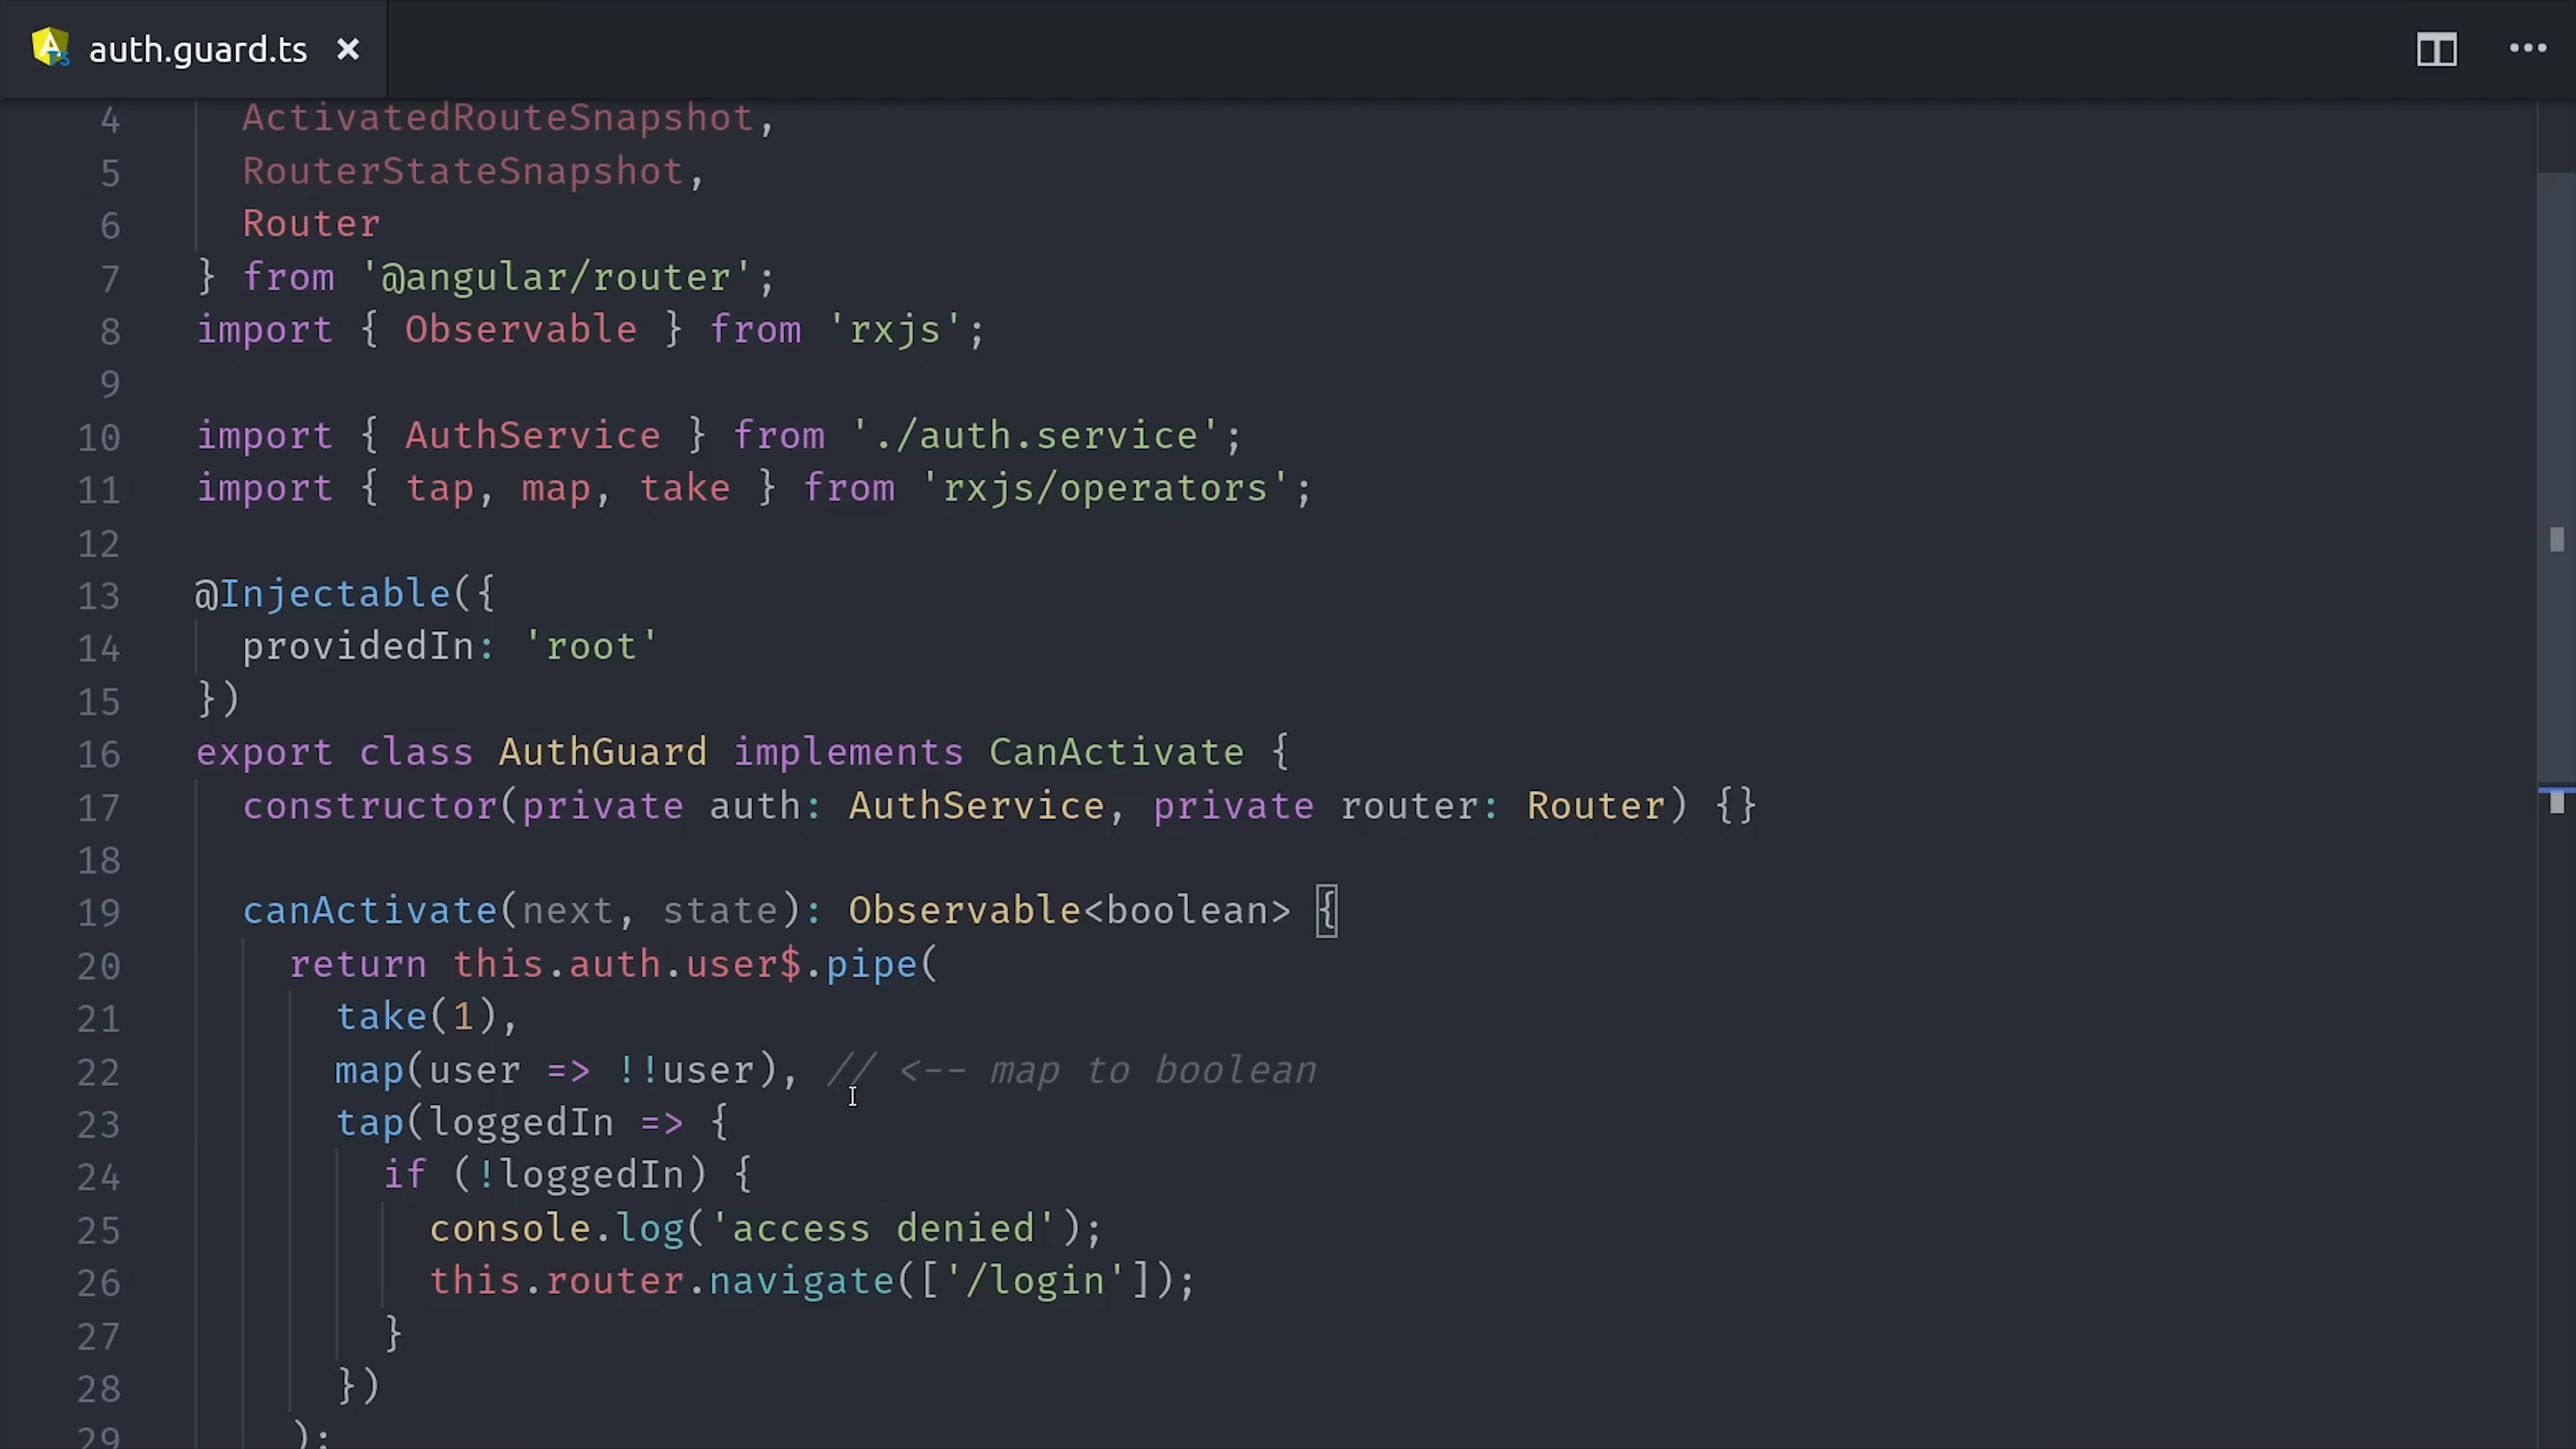 auth.guard.ts
4 ActivatedRouteSnapshot,
5 RouterStateSnapshot,
6 Router
7 } from '@angular/router';
8 import { Observable } from 'rxjs';
9
10 import { AuthService } from './auth.service';
11 import { tap, map, take } from 'rxjs/operators';
12
13 @Injectable({
14 providedIn: 'root'
15 })
16 export class AuthGuard implements CanActivate {
17 constructor(private auth: AuthService, private router: Router) {}
18
19 canActivate(next, state): Observable<boolean> {
20 return this.auth.user$.pipe(
21 take(1),
22 map(user => !!user), // <-- map to boolean
23 tap(loggedIn => {
24 if (!loggedIn) {
25 console.log('access denied');
26 this.router.navigate(['/login']);
27 }
28 })
29 );